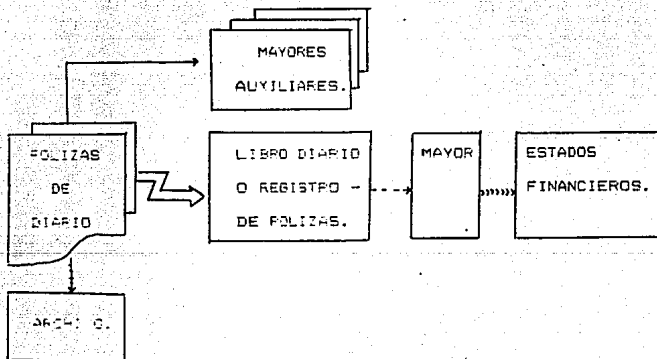 MAYORES
AUXILIARES.
POLIZAS
DE
DIARIO
LIBRO DIARIO
O REGISTRO -
DE POLIZAS.
MAYOR
ESTADOS
FINANCIEROS.